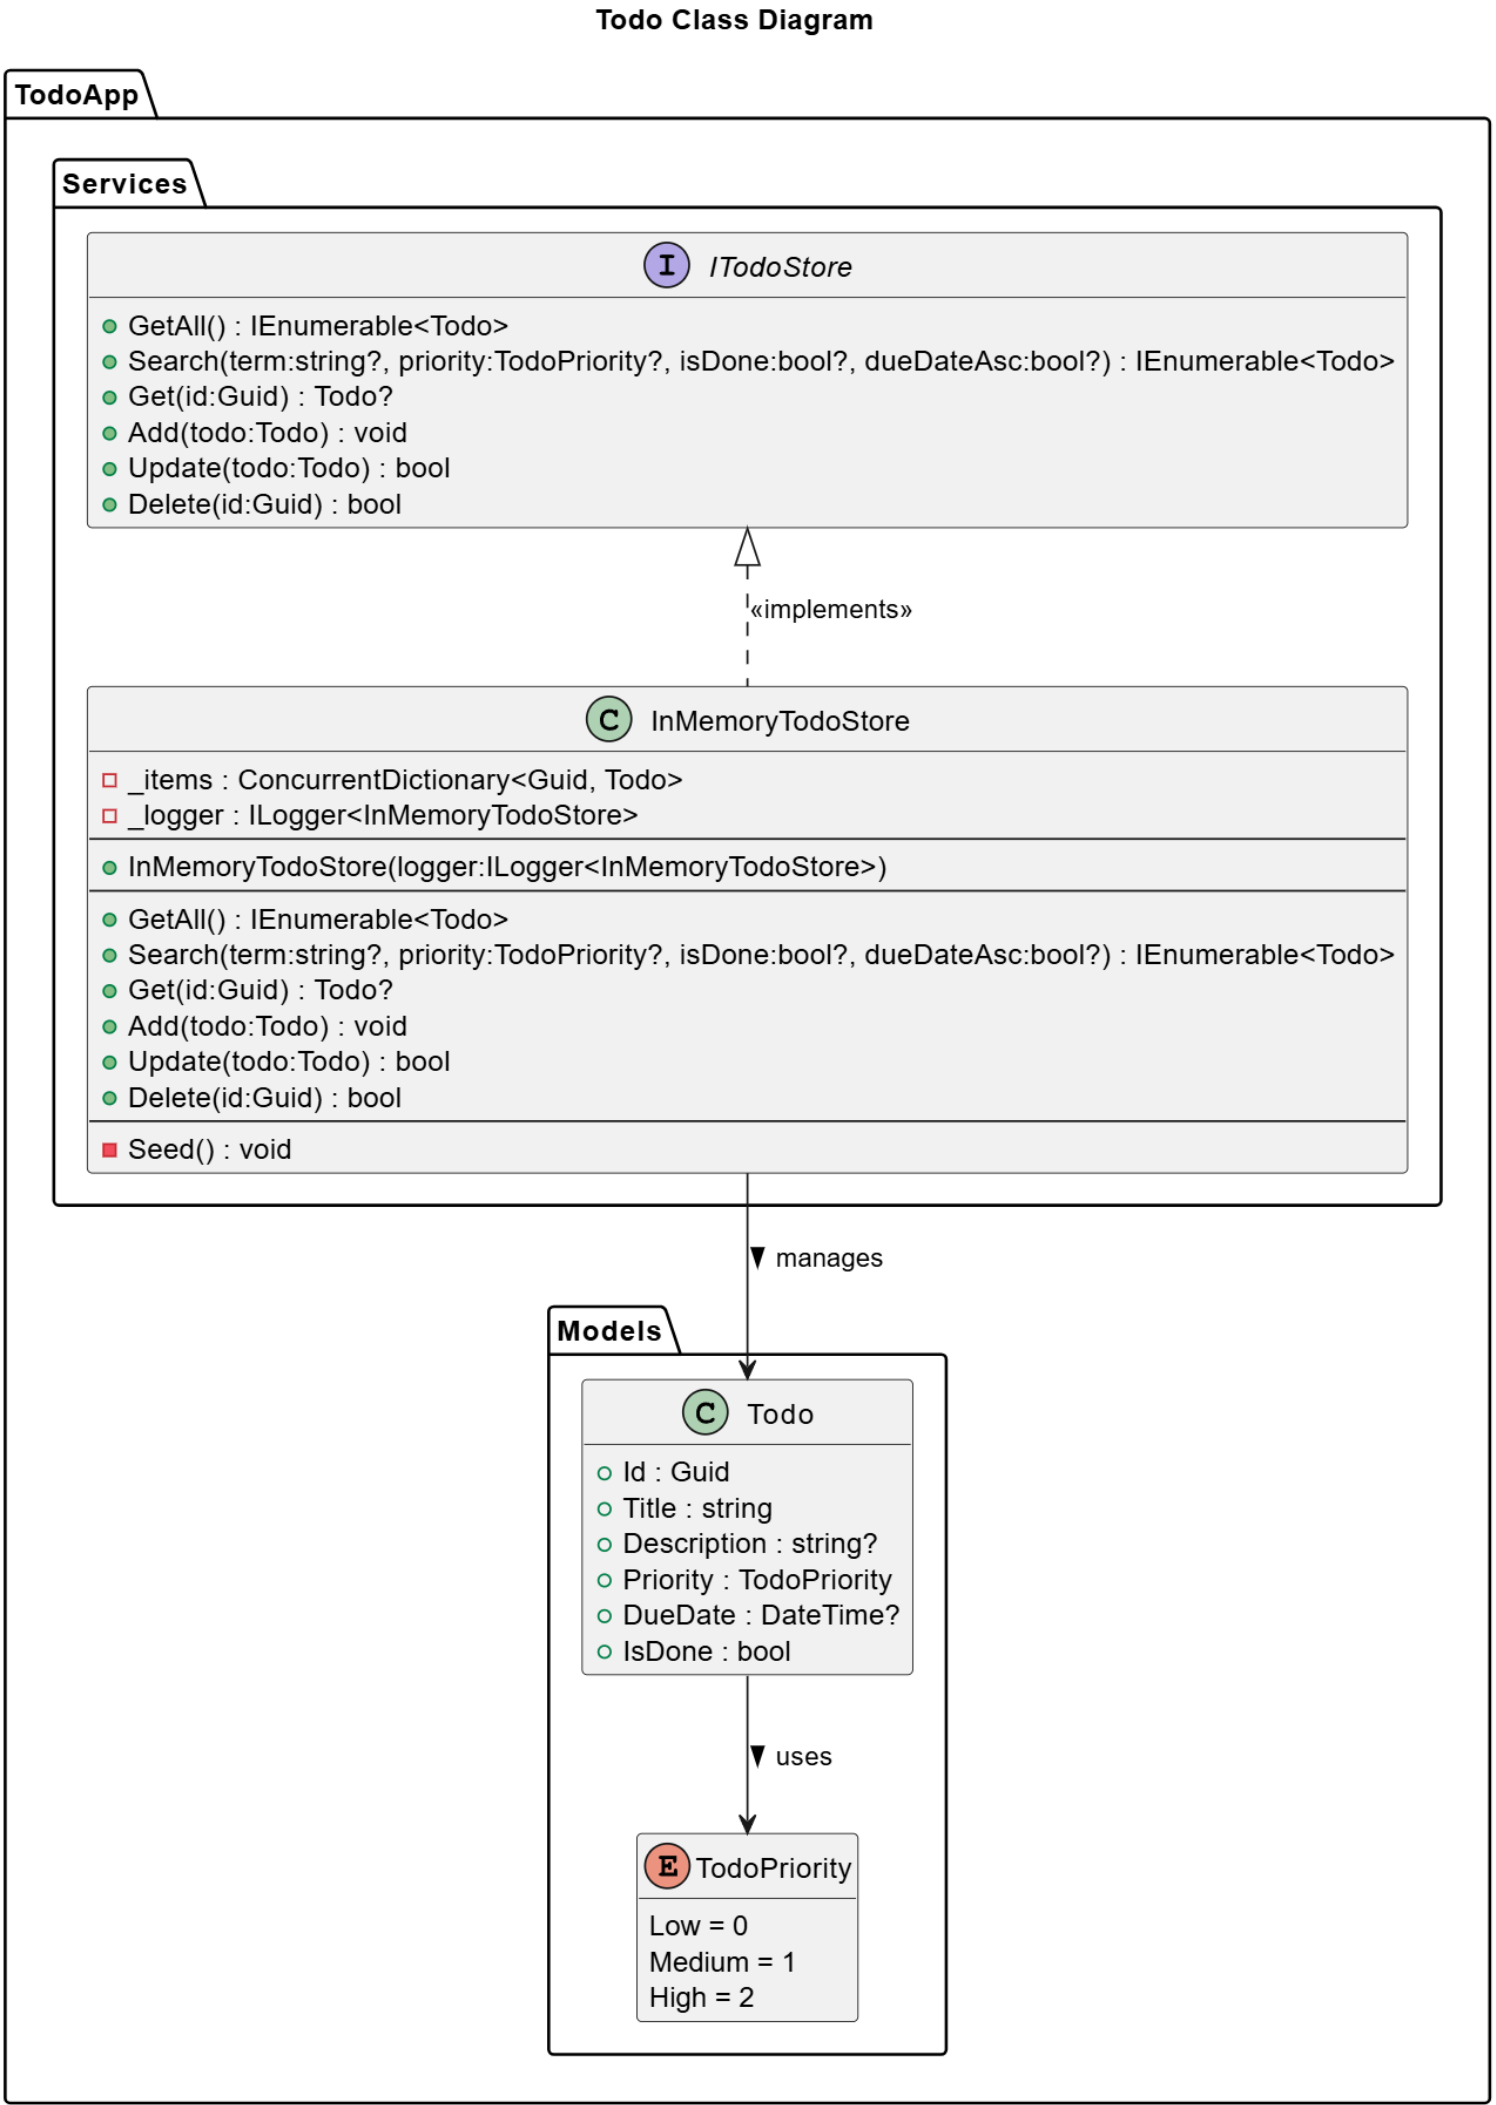 Todo Class Diagram
TodoApp
Services
I ITodoStore
GetAll() : IEnumerable<Todo>
Search(term:string?, priority:TodoPriority?, isDone:bool?, dueDateAsc:bool?) : IEnumerable<Todo>
Get(id:Guid) : Todo?
Add(todo:Todo) : void
Update(todo:Todo) : bool
Delete(id:Guid) : bool
«implements»
C InMemoryTodoStore
_items : ConcurrentDictionary<Guid, Todo>
_logger : ILogger<InMemoryTodoStore>
InMemoryTodoStore(logger:ILogger<InMemoryTodoStore>)
GetAll() : IEnumerable<Todo>
Search(term:string?, priority:TodoPriority?, isDone:bool?, dueDateAsc:bool?) : IEnumerable<Todo>
Get(id:Guid) : Todo?
Add(todo:Todo) : void
Update(todo:Todo) : bool
Delete(id:Guid) : bool
Seed() : void
manages
Models
C Todo
Id : Guid
Title : string
Description : string?
Priority : TodoPriority
DueDate : DateTime?
IsDone : bool
uses
E TodoPriority
Low = 0
Medium = 1
High = 2